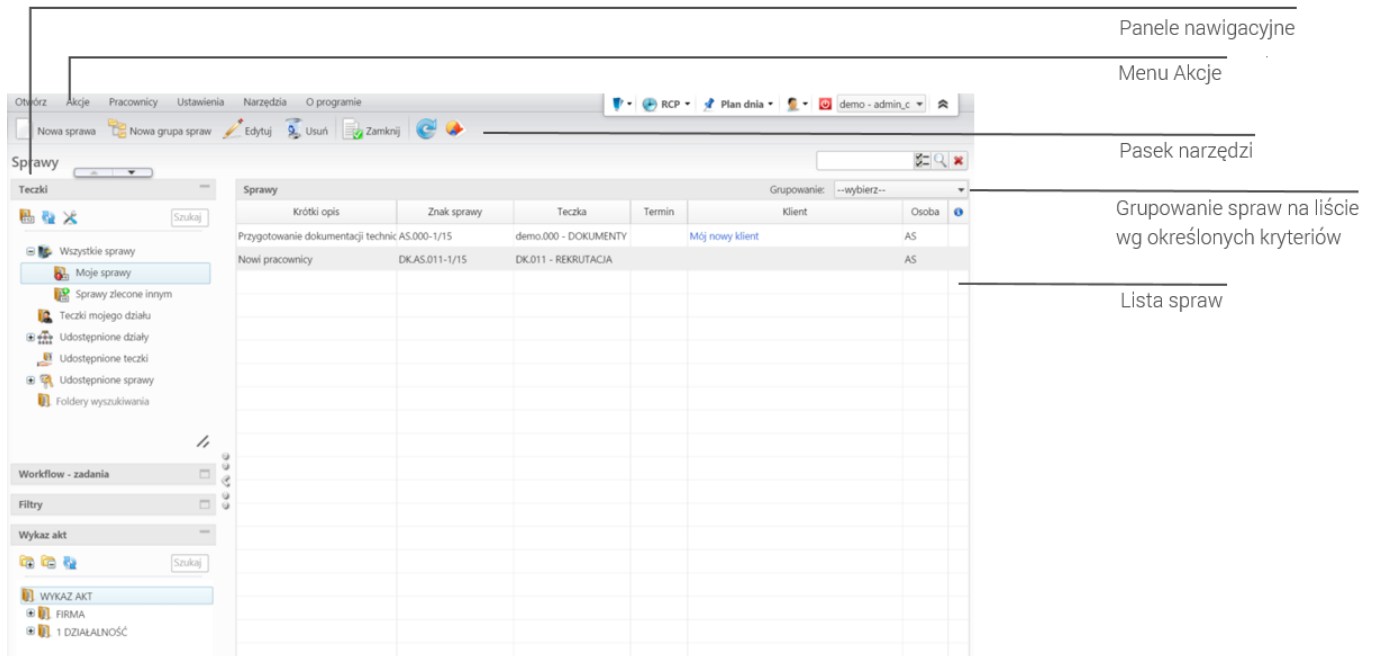 Panele nawigacyjne
Menu Akcje
Otwórz Akcje Pracownicy Ustawienia Narzędzia O programie RCP Plan dnia demo - admin_c
Nowa sprawa Nowa grupa spraw Edytuj Usuń Zamknij
Pasek narzędzi
Sprawy
Teczki
Sprawy Grupowanie: --wybierz--
Grupowanie spraw na liście
wg określonych kryteriów
Szukaj
Krótki opis Znak sprawy Teczka Termin Klient Osoba
Przygotowanie dokumentacji technic AS.000-1/15 demo.000 - DOKUMENTY Mój nowy klient AS
Nowi pracownicy DK.AS.011-1/15 DK.011 - REKRUTACJA AS
Lista spraw
Wszystkie sprawy
Moje sprawy
Sprawy zlecone innym
Teczki mojego działu
Udostępnione działy
Udostępnione teczki
Udostępnione sprawy
Foldery wyszukiwania
Workflow - zadania
Filtry
Wykaz akt
Szukaj
WYKAZ AKT
FIRMA
1 DZIAŁALNOŚĆ